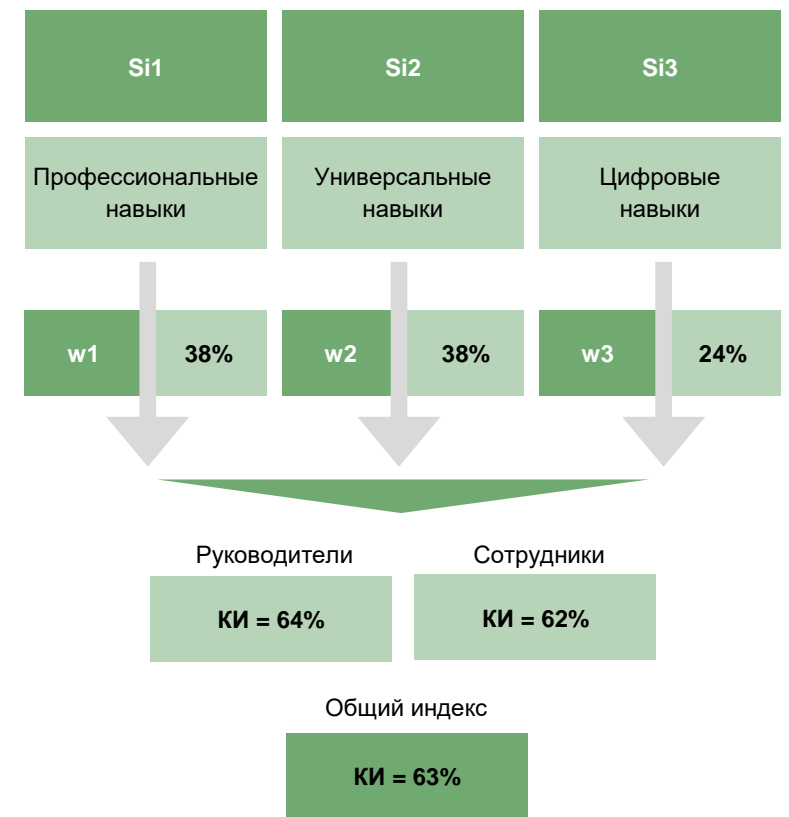 Si1
Si2
Si3
Профессиональные
навыки
Универсальные
навыки
Цифровые
навыки
w1
38%
w2
38%
w3
24%
Руководители
Сотрудники
КИ = 64%
КИ = 62%
Общий индекс
КИ = 63%